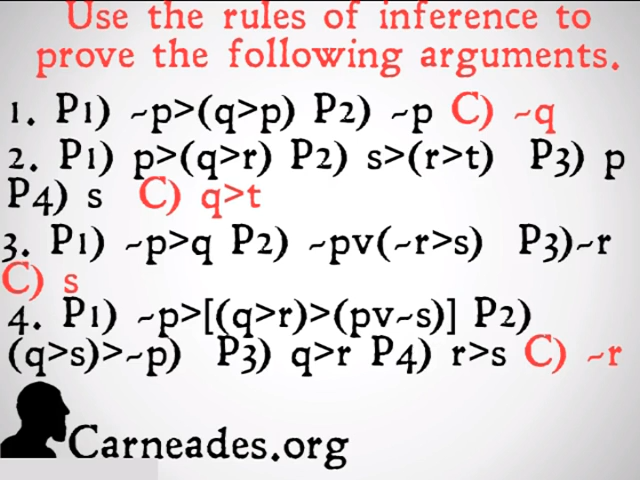 Use the rules of inference to
prove the following arguments.
1. P1) ~p>(q>p) P2) ~p C) ~q
2. P1) p>(q>r) P2) s>(r>t) P3) p
P4) s C) q>t
3. P1) ~p>q P2) ~pv(~r>s) P3)~r
C) s
4. P1) ~p>[(q>r)>(pv~s)] P2)
(q>s)>~p) P3) q>r P4) r>s C) ~r
Carneades.org